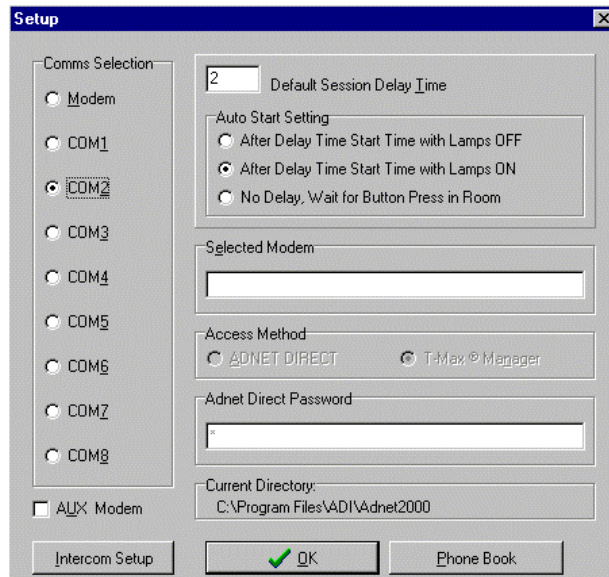 Setup
Comms Selection
Modem
COM1
COM2
COM3
COM4
COM5
COM6
COM7
COM8
AUX Modem
2 Default Session Delay Time
Auto Start Setting
After Delay Time Start Time with Lamps OFF
After Delay Time Start Time with Lamps ON
No Delay, Wait for Button Press in Room
Selected Modem
Access Method
ADNET DIRECT T-Max ® Manager
Adnet Direct Password
*
Current Directory:
C:\Program Files\ADI\Adnet2000
Intercom Setup OK Phone Book